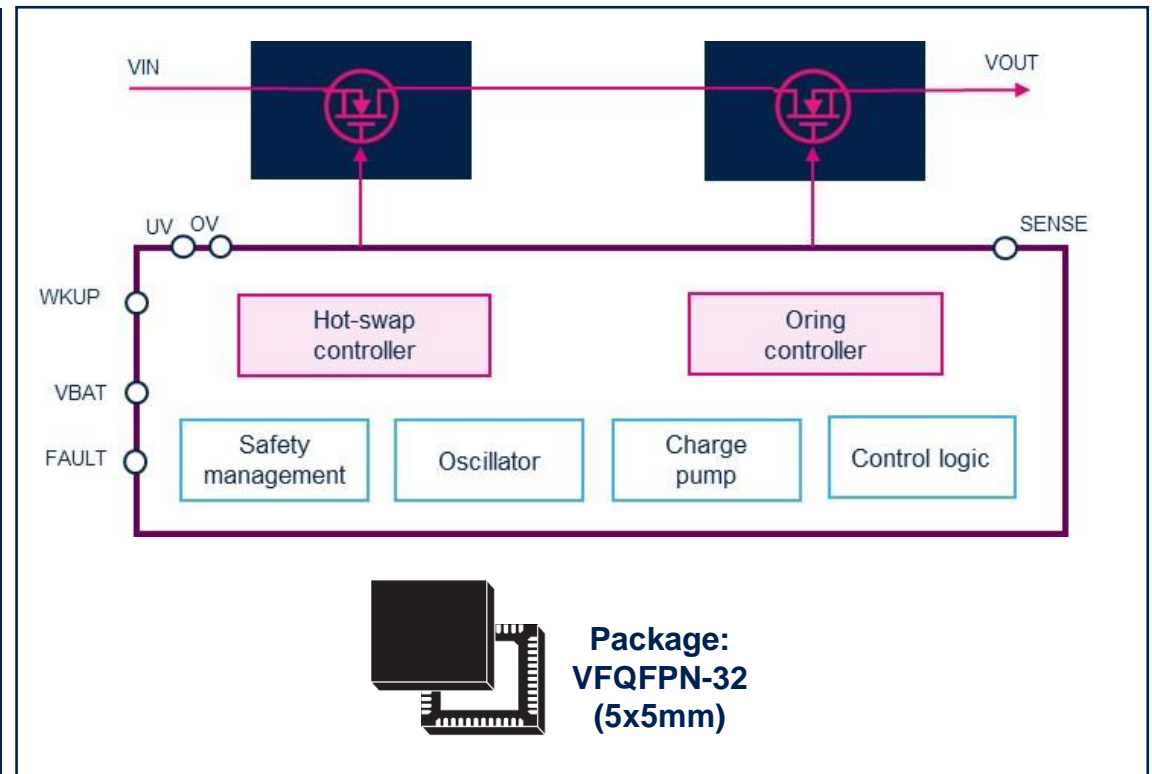 VIN
VOUT
UV
OV
SENSE
WKUP
Hot-swap
controller
Oring
controller
VBAT
FAULT
Safety
management
Oscillator
Charge
pump
Control logic
Package:
VFQFPN-32
(5x5mm)